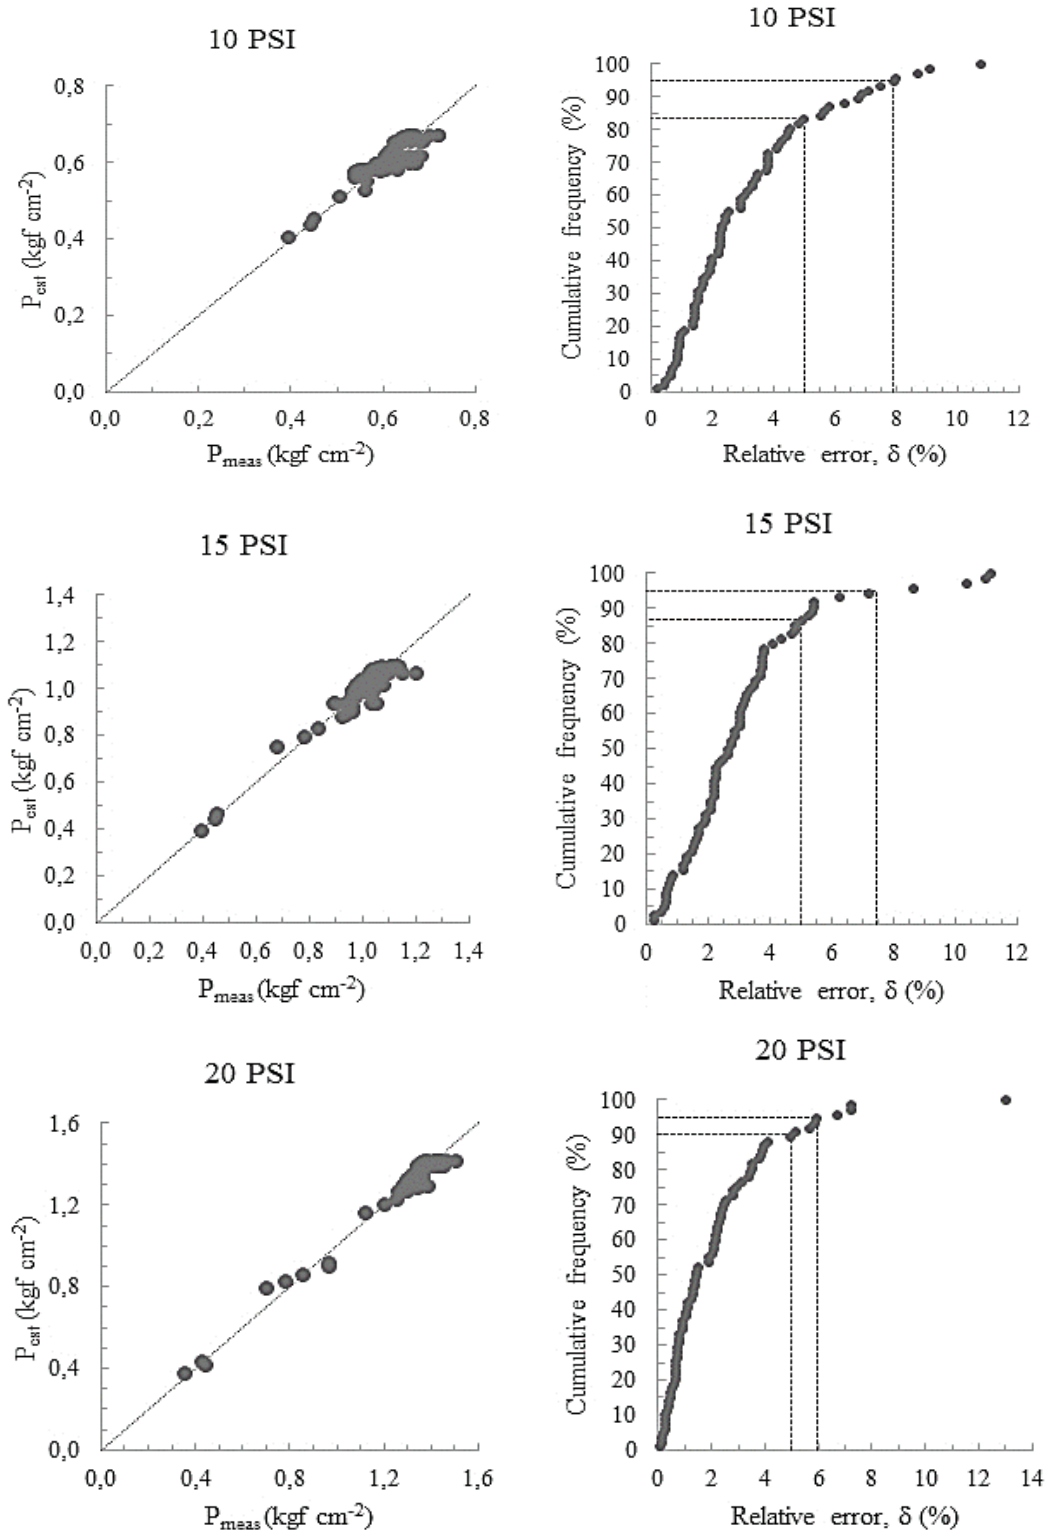 10 PSI
0,8
0,6
0,4
0,2
0,0
P_est (kgf cm-2)
0,0 0,2 0,4 0,6 0,8
P_meas (kgf cm-2)
10 PSI
100
90
80
70
60
50
40
30
20
10
0
Cumulative frequency (%)
0 2 4 6 8 10 12
Relative error, δ (%)
15 PSI
1,4
1,2
1,0
0,8
0,6
0,4
0,2
0,0
P_est (kgf cm-2)
0,0 0,2 0,4 0,6 0,8 1,0 1,2 1,4
P_meas (kgf cm-2)
15 PSI
100
90
80
70
60
50
40
30
20
10
0
Cumulative frequency (%)
0 2 4 6 8 10 12
Relative error, δ (%)
20 PSI
1,6
1,2
0,8
0,4
0,0
P_est (kgf cm-2)
0,0 0,4 0,8 1,2 1,6
P_meas (kgf cm-2)
20 PSI
100
90
80
70
60
50
40
30
20
10
0
Cumulative frequency (%)
0 2 4 6 8 10 12 14
Relative error, δ (%)